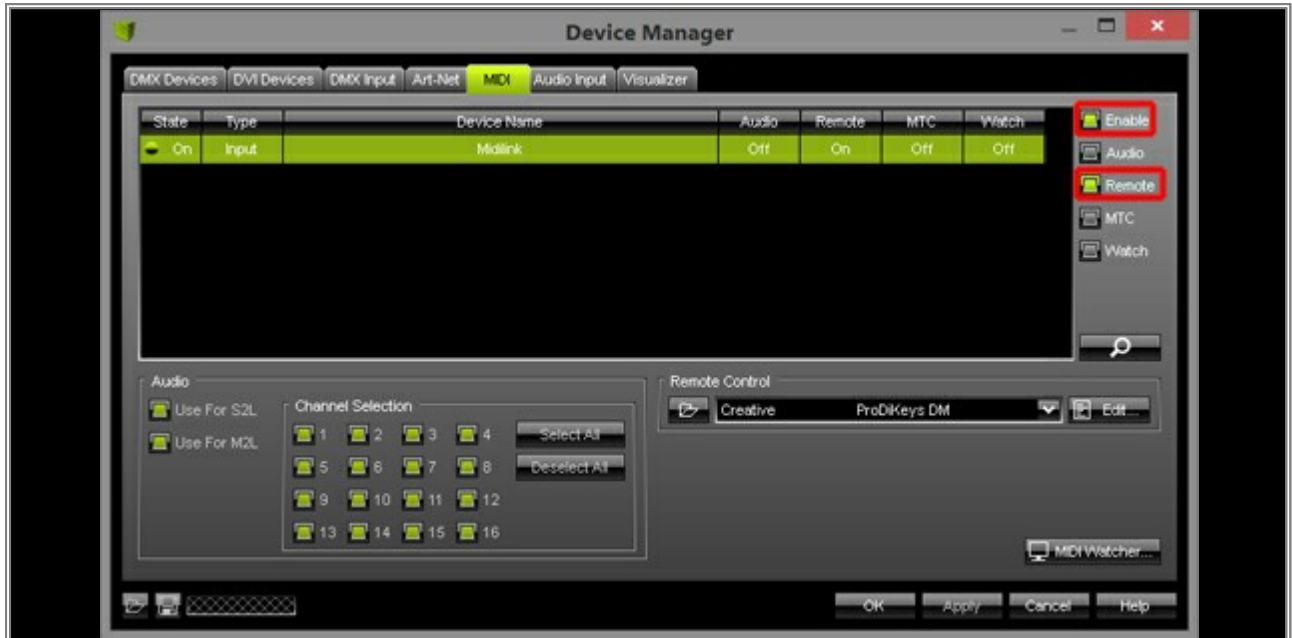 Device Manager
DMX Devices DVI Devices DMX Input Art-Net MIDI Audio Input Visualizer
State Type Device Name Audio Remote MTC Watch
On Input Midilink Off On Off Off
Enable
Audio
Remote
MTC
Watch
Audio
Use For S2L
Use For M2L
Channel Selection
1 2 3 4 Select All
5 6 7 8 Deselect All
9 10 11 12
13 14 15 16
Remote Control
Creative ProDiKeys DM Edit...
MIDI Watcher...
OK Apply Cancel Help